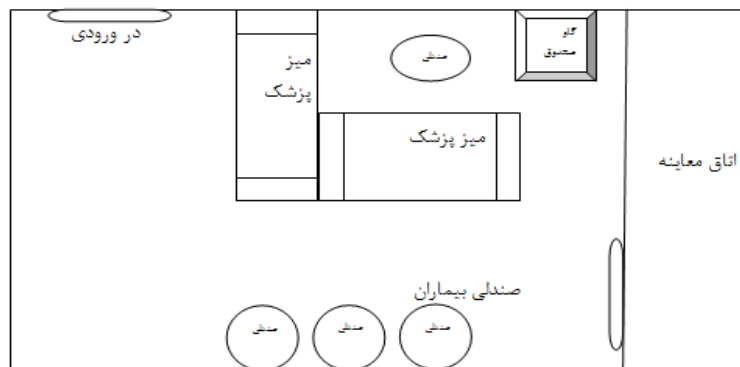 در ورودی
میز
پزشک
صندلی
گاو
صندوق
میز پزشک
اتاق معاینه
صندلی بیماران
صندلی
صندلی
صندلی